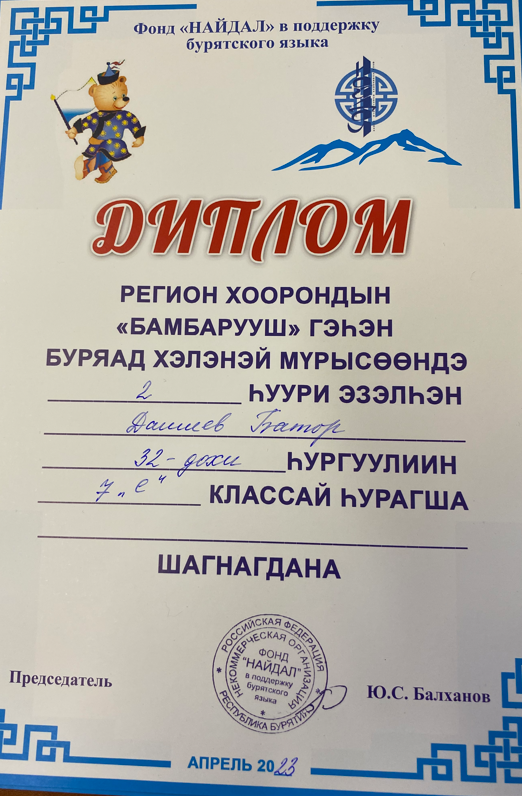 Фонд «НАЙДАЛ» в поддержку
бурятского языка
ДИПЛОМ
РЕГИОН ХООРОНДЫН
«БАМБАРУУШ» ГЭҺЭН
БУРЯАД ХЭЛЭНЭЙ МҮРЫСӨӨНДЭ
2 ҺУУРИ ЭЗЭЛҺЭН
Дашиев Батор
32-дохи ҺУРГУУЛИИН
7 „е“ КЛАССАЙ ҺУРАГША
ШАГНАГДАНА
РОССИЙСКАЯ ФЕДЕРАЦИЯ
НЕКОММЕРЧЕСКАЯ ОРГАНИЗАЦИЯ
ФОНД
"НАЙДАЛ"
в поддержку
бурятского
языка
РЕСПУБЛИКА БУРЯТИЯ
Председатель
Ю.С. Балханов
АПРЕЛЬ 2023